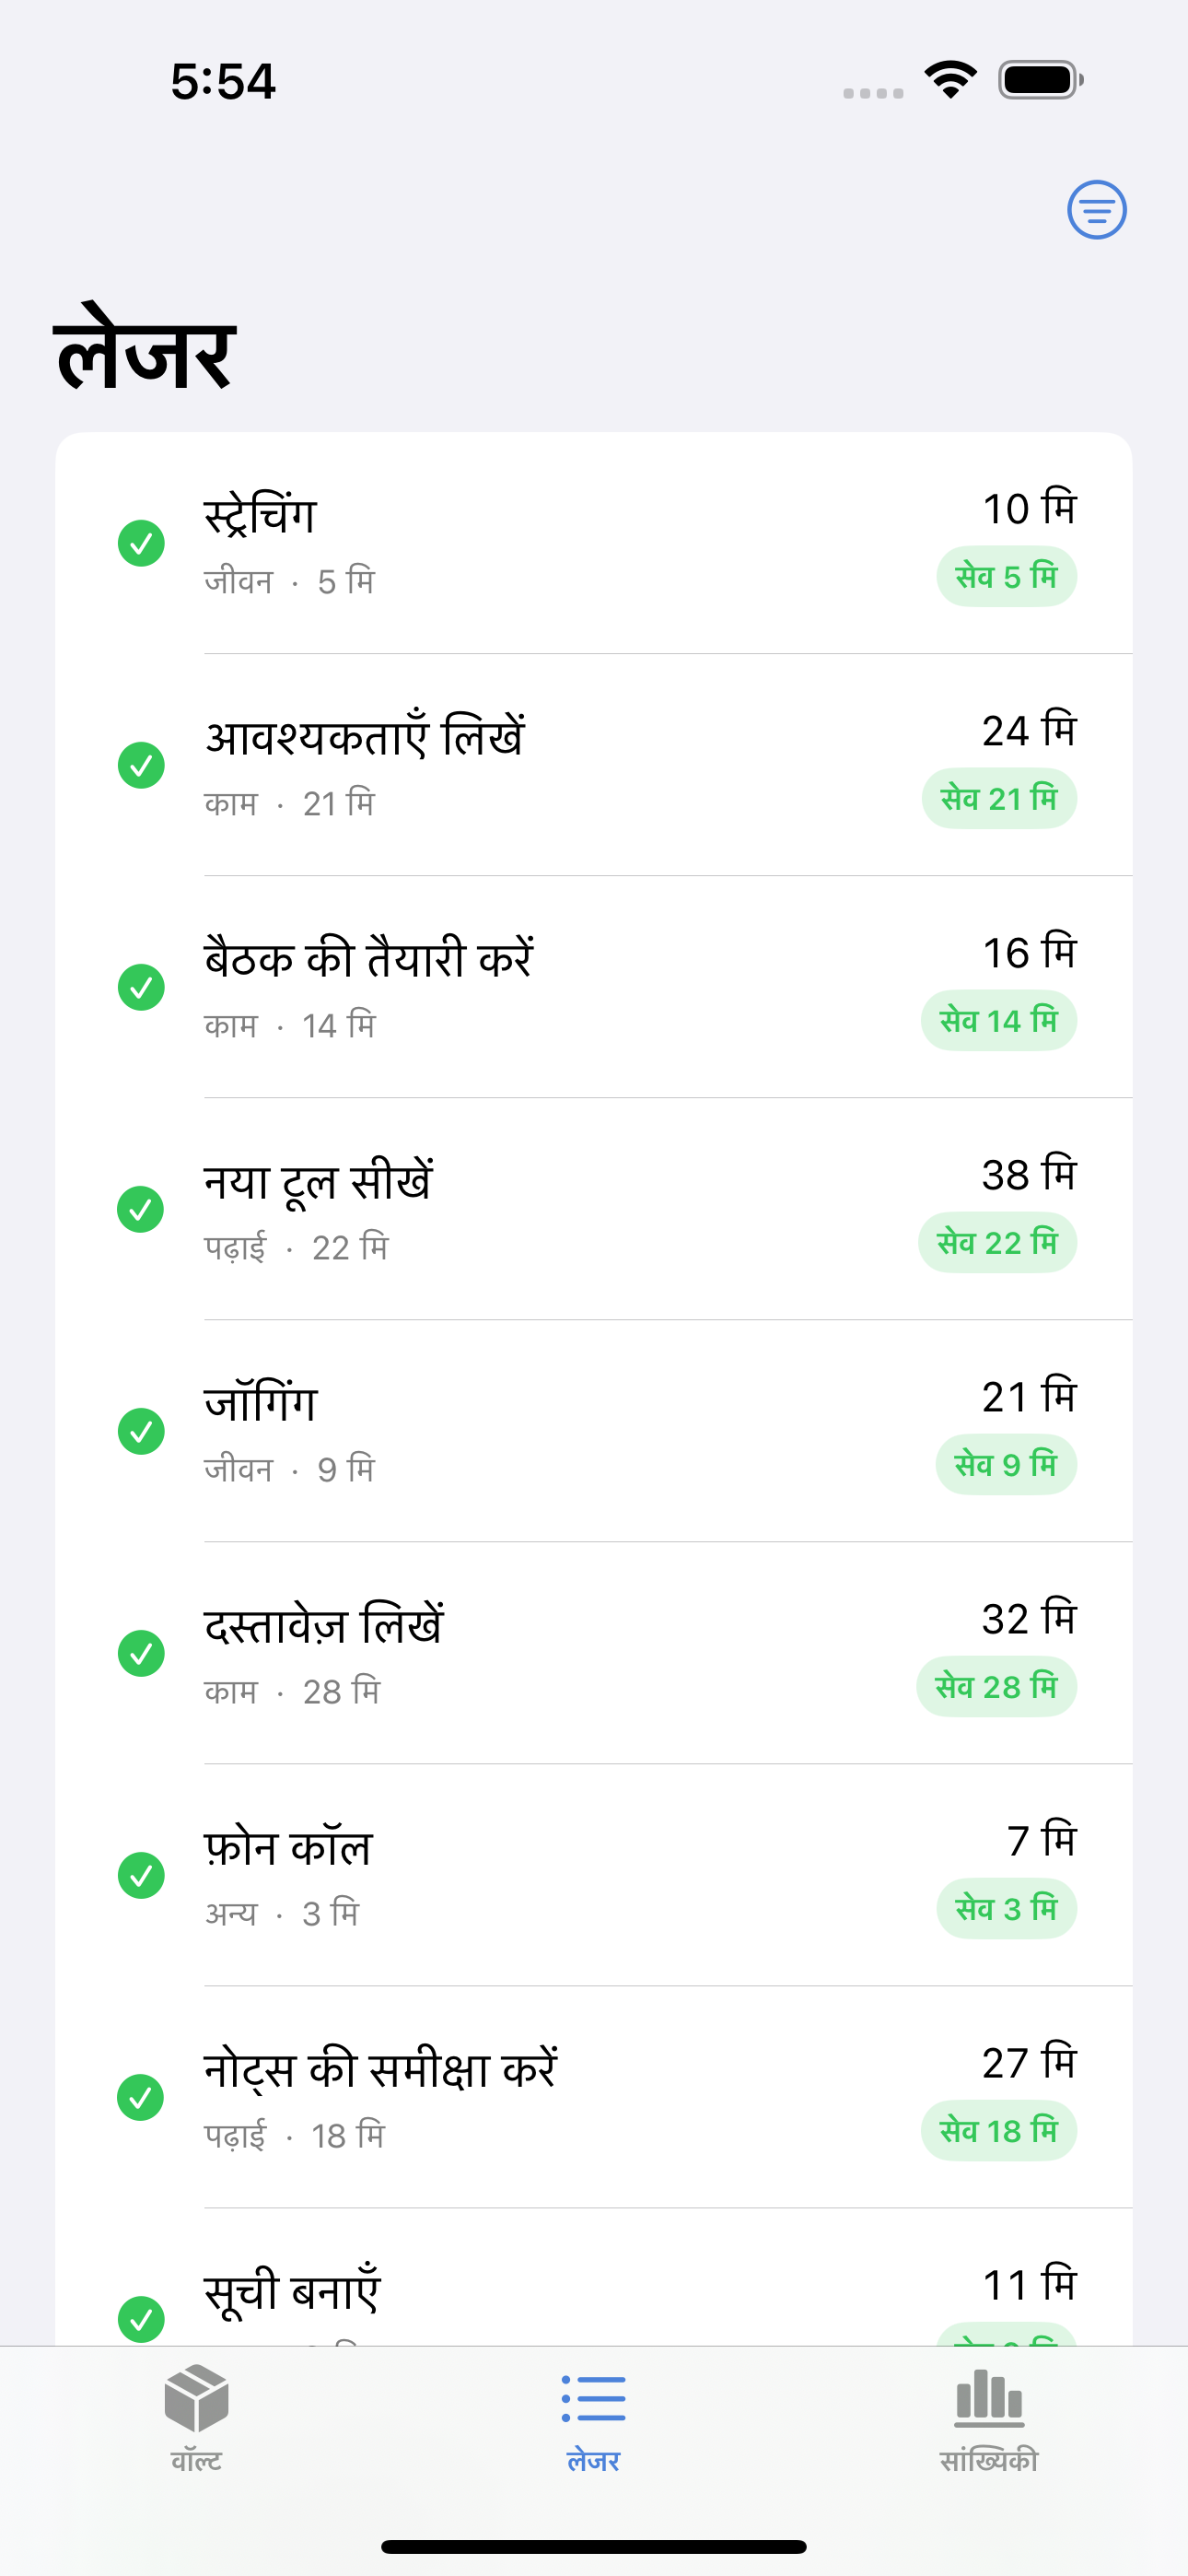 5:54
लेजर
स्ट्रेचिंग
10 मि
जीवन · 5 मि
सेव 5 मि
आवश्यकताएँ लिखें
24 मि
काम · 21 मि
सेव 21 मि
बैठक की तैयारी करें
16 मि
काम · 14 मि
सेव 14 मि
नया टूल सीखें
38 मि
पढ़ाई · 22 मि
सेव 22 मि
जॉगिंग
21 मि
जीवन · 9 मि
सेव 9 मि
दस्तावेज़ लिखें
32 मि
काम · 28 मि
सेव 28 मि
फ़ोन कॉल
7 मि
अन्य · 3 मि
सेव 3 मि
नोट्स की समीक्षा करें
27 मि
पढ़ाई · 18 मि
सेव 18 मि
सूची बनाएँ
11 मि
वॉल्ट
लेजर
सांख्यिकी